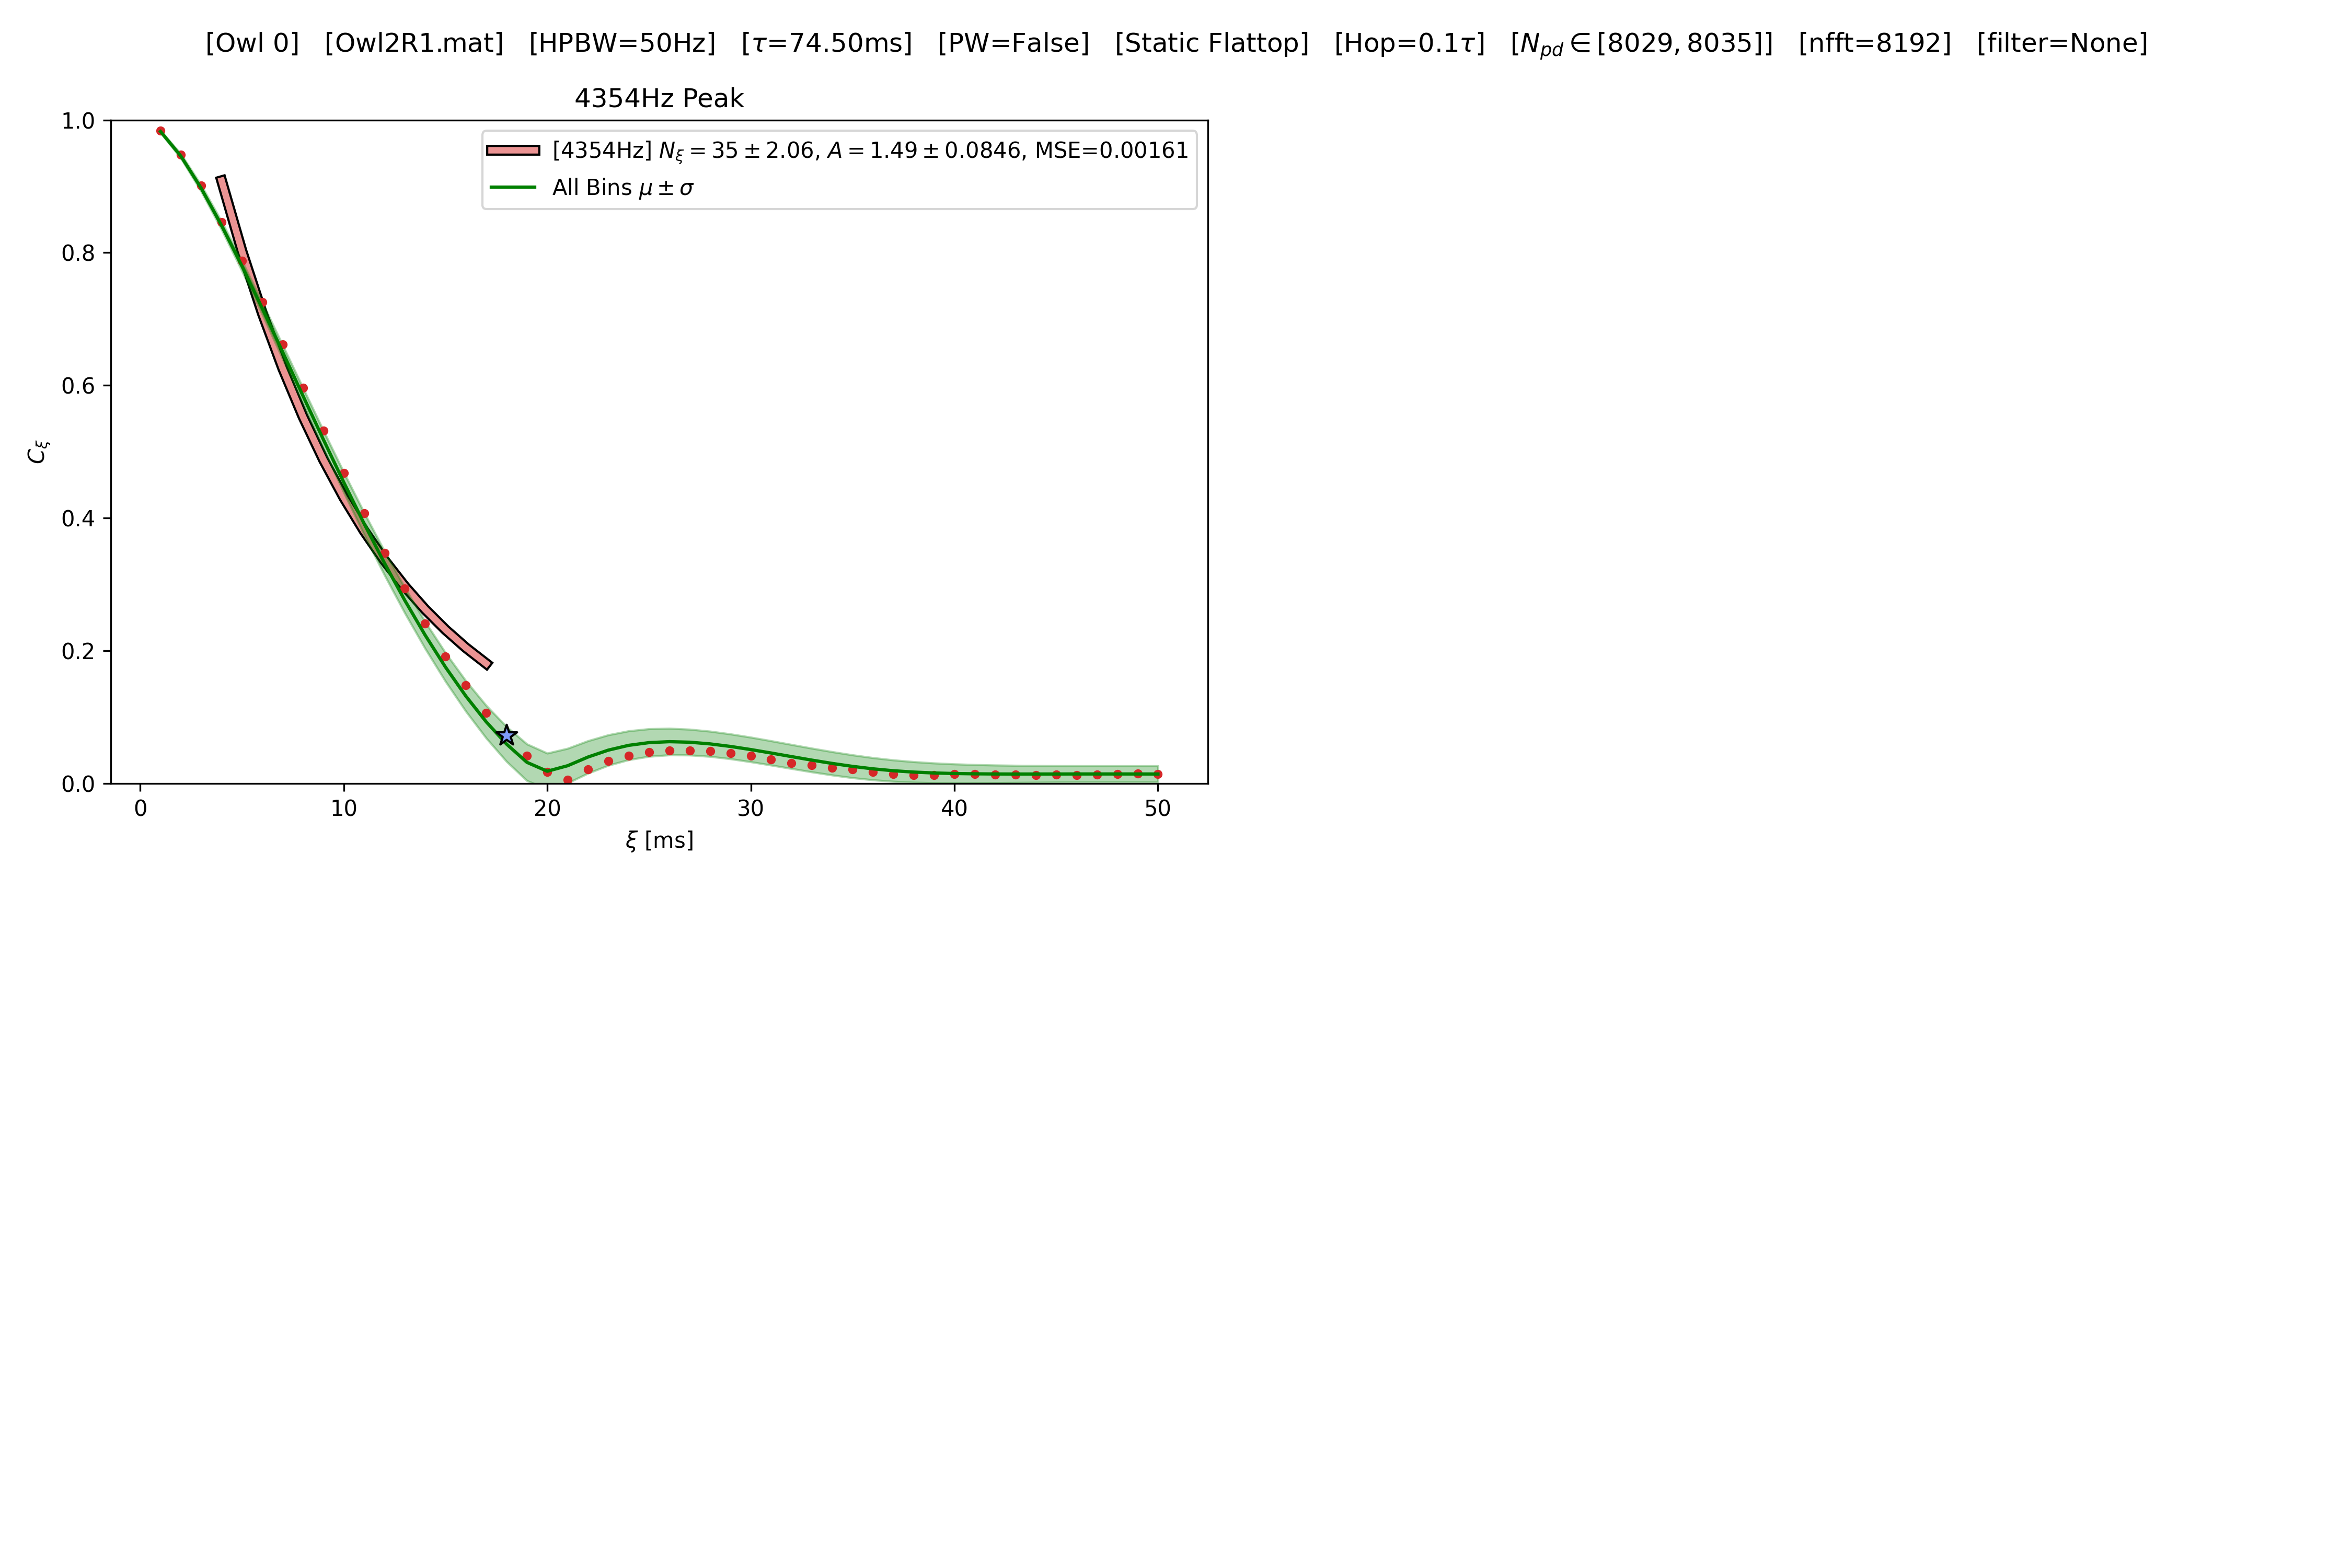 [Owl 0] [Owl2R1.mat] [HPBW=50Hz] [τ=74.50ms] [PW=False] [Static Flattop] [Hop=0.1τ] [N_pd ∈ [8029, 8035]] [nfft=8192] [filter=None]
4354Hz Peak
[4354Hz] N_ξ = 35 ± 2.06, A = 1.49 ± 0.0846, MSE=0.00161
All Bins μ ± σ
1.0
0.8
0.6
0.4
0.2
0.0
C_ξ
0 10 20 30 40 50
ξ [ms]